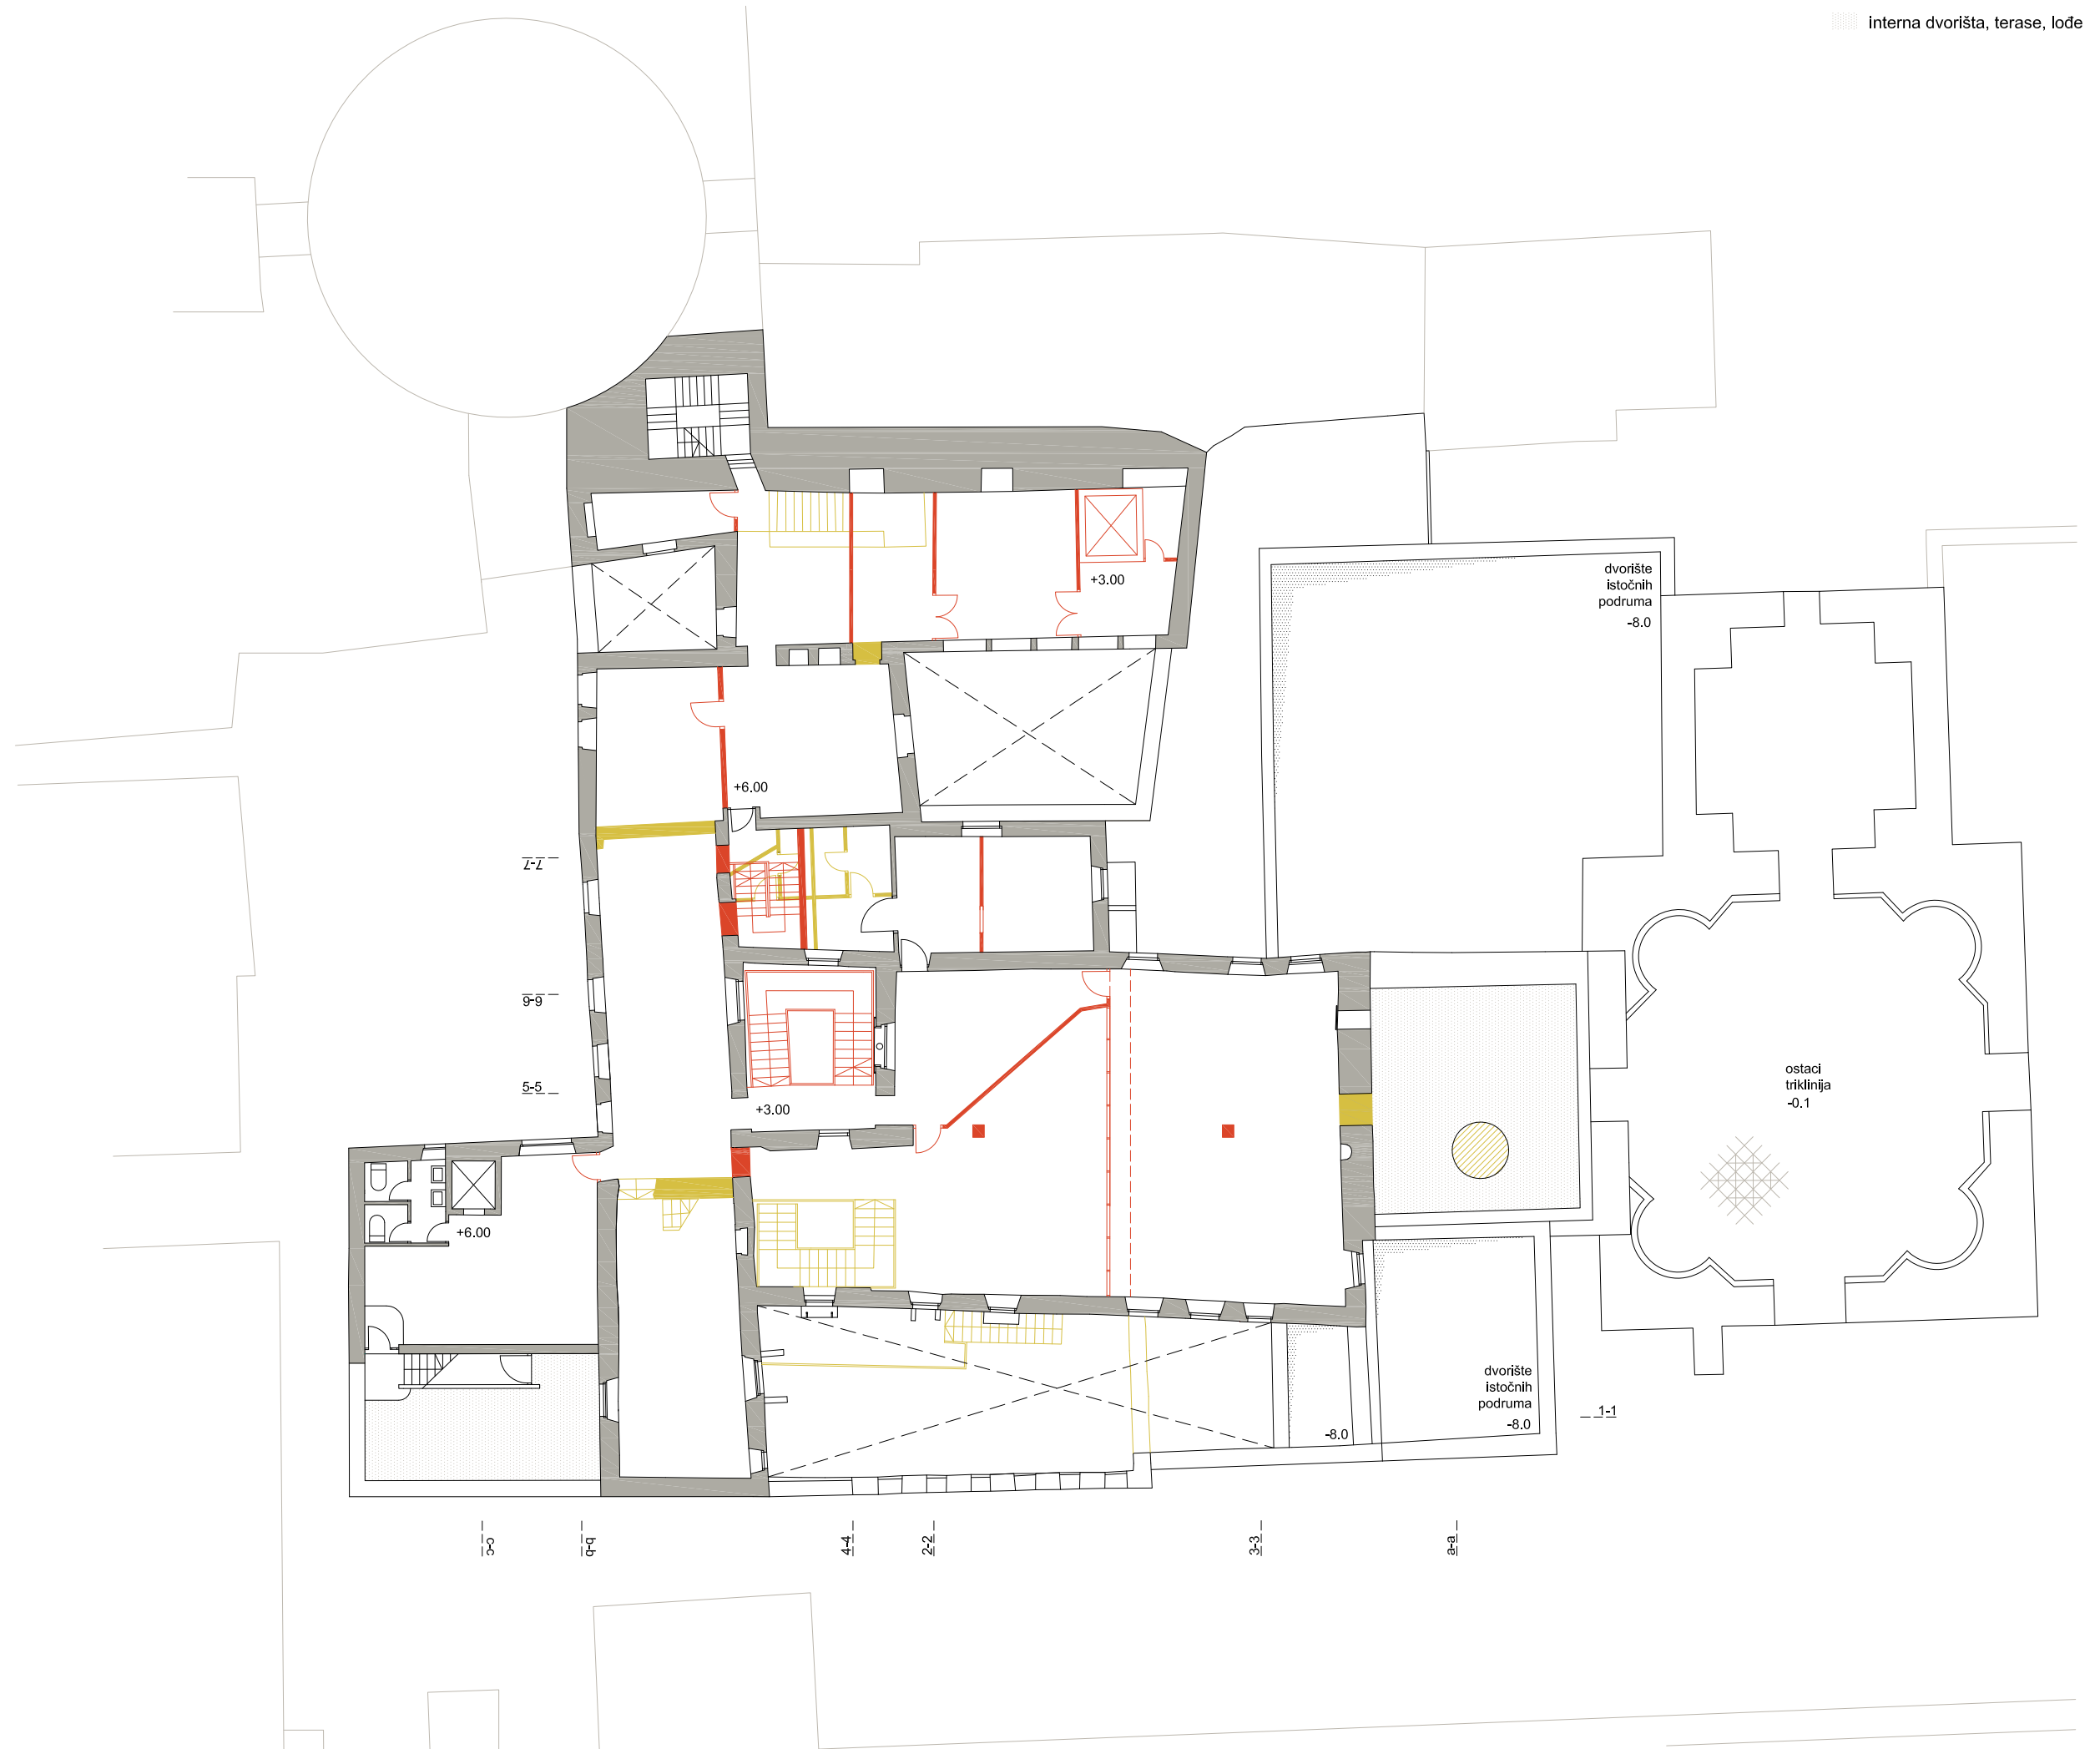 interna dvorišta, terase, lođe
dvorište
istočnih
podruma
-8.0
+3.00
+6.00
7-7
9-9
5-5
+3.00
ostaci
triklinija
-0.1
+6.00
dvorište
istočnih
podruma
-8.0
-8.0
1-1
c-c
b-b
4-4
2-2
3-3
a-a